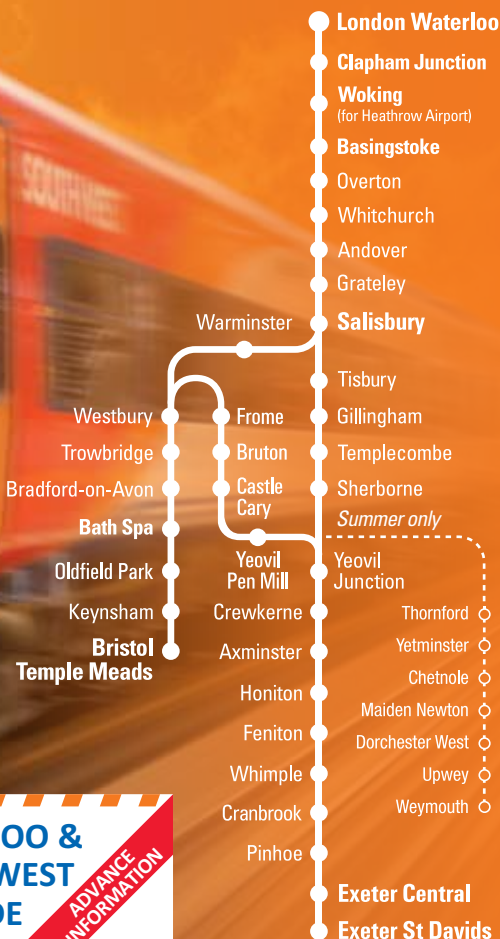 London Waterloo
Clapham Junction
Woking
(for Heathrow Airport)
Basingstoke
Overton
Whitchurch
Andover
Grateley
Salisbury
Warminster
Tisbury
Gillingham
Templecombe
Sherborne
Summer only
Westbury
Trowbridge
Bradford-on-Avon
Bath Spa
Oldfield Park
Keynsham
Bristol
Temple Meads
Frome
Bruton
Castle
Cary
Yeovil
Pen Mill
Yeovil
Junction
Crewkerne
Axminster
Honiton
Feniton
Whimple
Cranbrook
Pinhoe
Exeter Central
Exeter St Davids
Thornford
Yetminster
Chetnole
Maiden Newton
Dorchester West
Upwey
Weymouth
SOUTH WEST
OO &
WEST
DE
ADVANCE
INFORMATION